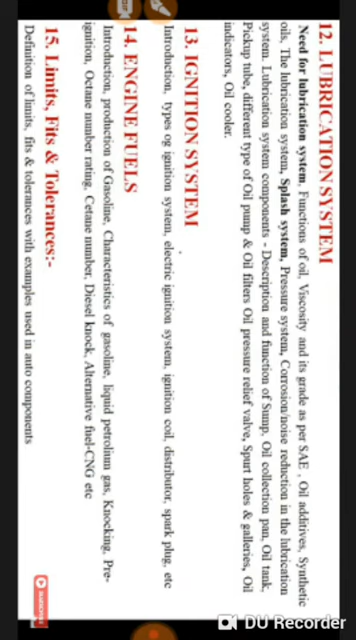 12. LUBRICATION SYSTEM
Need for lubrication system, Functions of oil, Viscosity and its grade as per SAE , Oil additives, Synthetic
oils, The lubrication system, Splash system, Pressure system, Corrosion/noise reduction in the lubrication
system. Lubrication system components - Description and function of Sump, Oil collection pan, Oil tank,
Pickup tube, different type of Oil pump & Oil filters Oil pressure relief valve, Spurt holes & galleries, Oil
indicators, Oil cooler.
13. IGNITION SYSTEM
Introduction, types og ignition system, electric ignition system, ignition coil, distributor, spark plug, etc
14. ENGINE FUELS
Introduction, production of Gasoline, Characteristics of gasoline, liquid petrolium gas, Knocking, Pre-
ignition, Octane number rating, Cetane number, Diesel knock, Alternative fuel-CNG etc
15. Limits, Fits & Tolerances:-
Definition of limits, fits & tolerances with examples used in auto components
SUBSCRIBE
DU Recorder